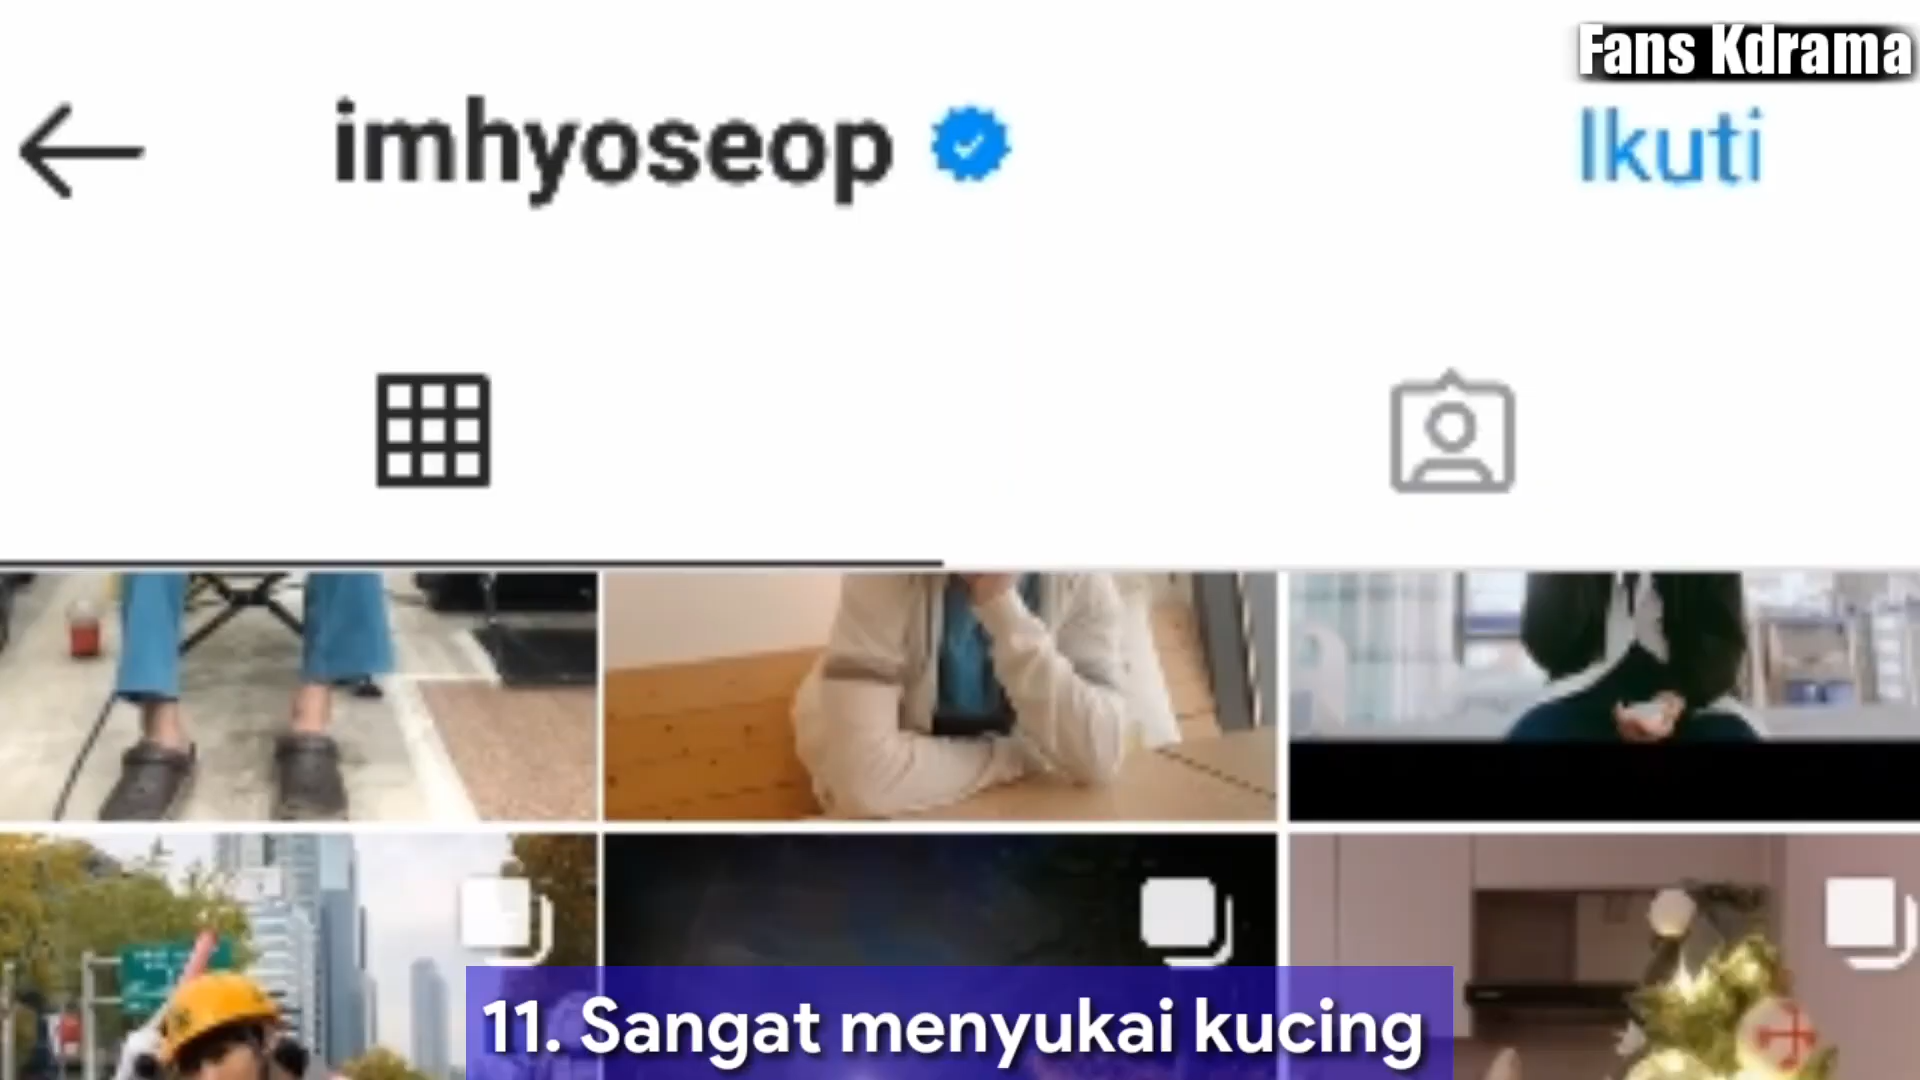 Fans Kdrama
imhyoseop
Ikuti
11. Sangat menyukai kucing